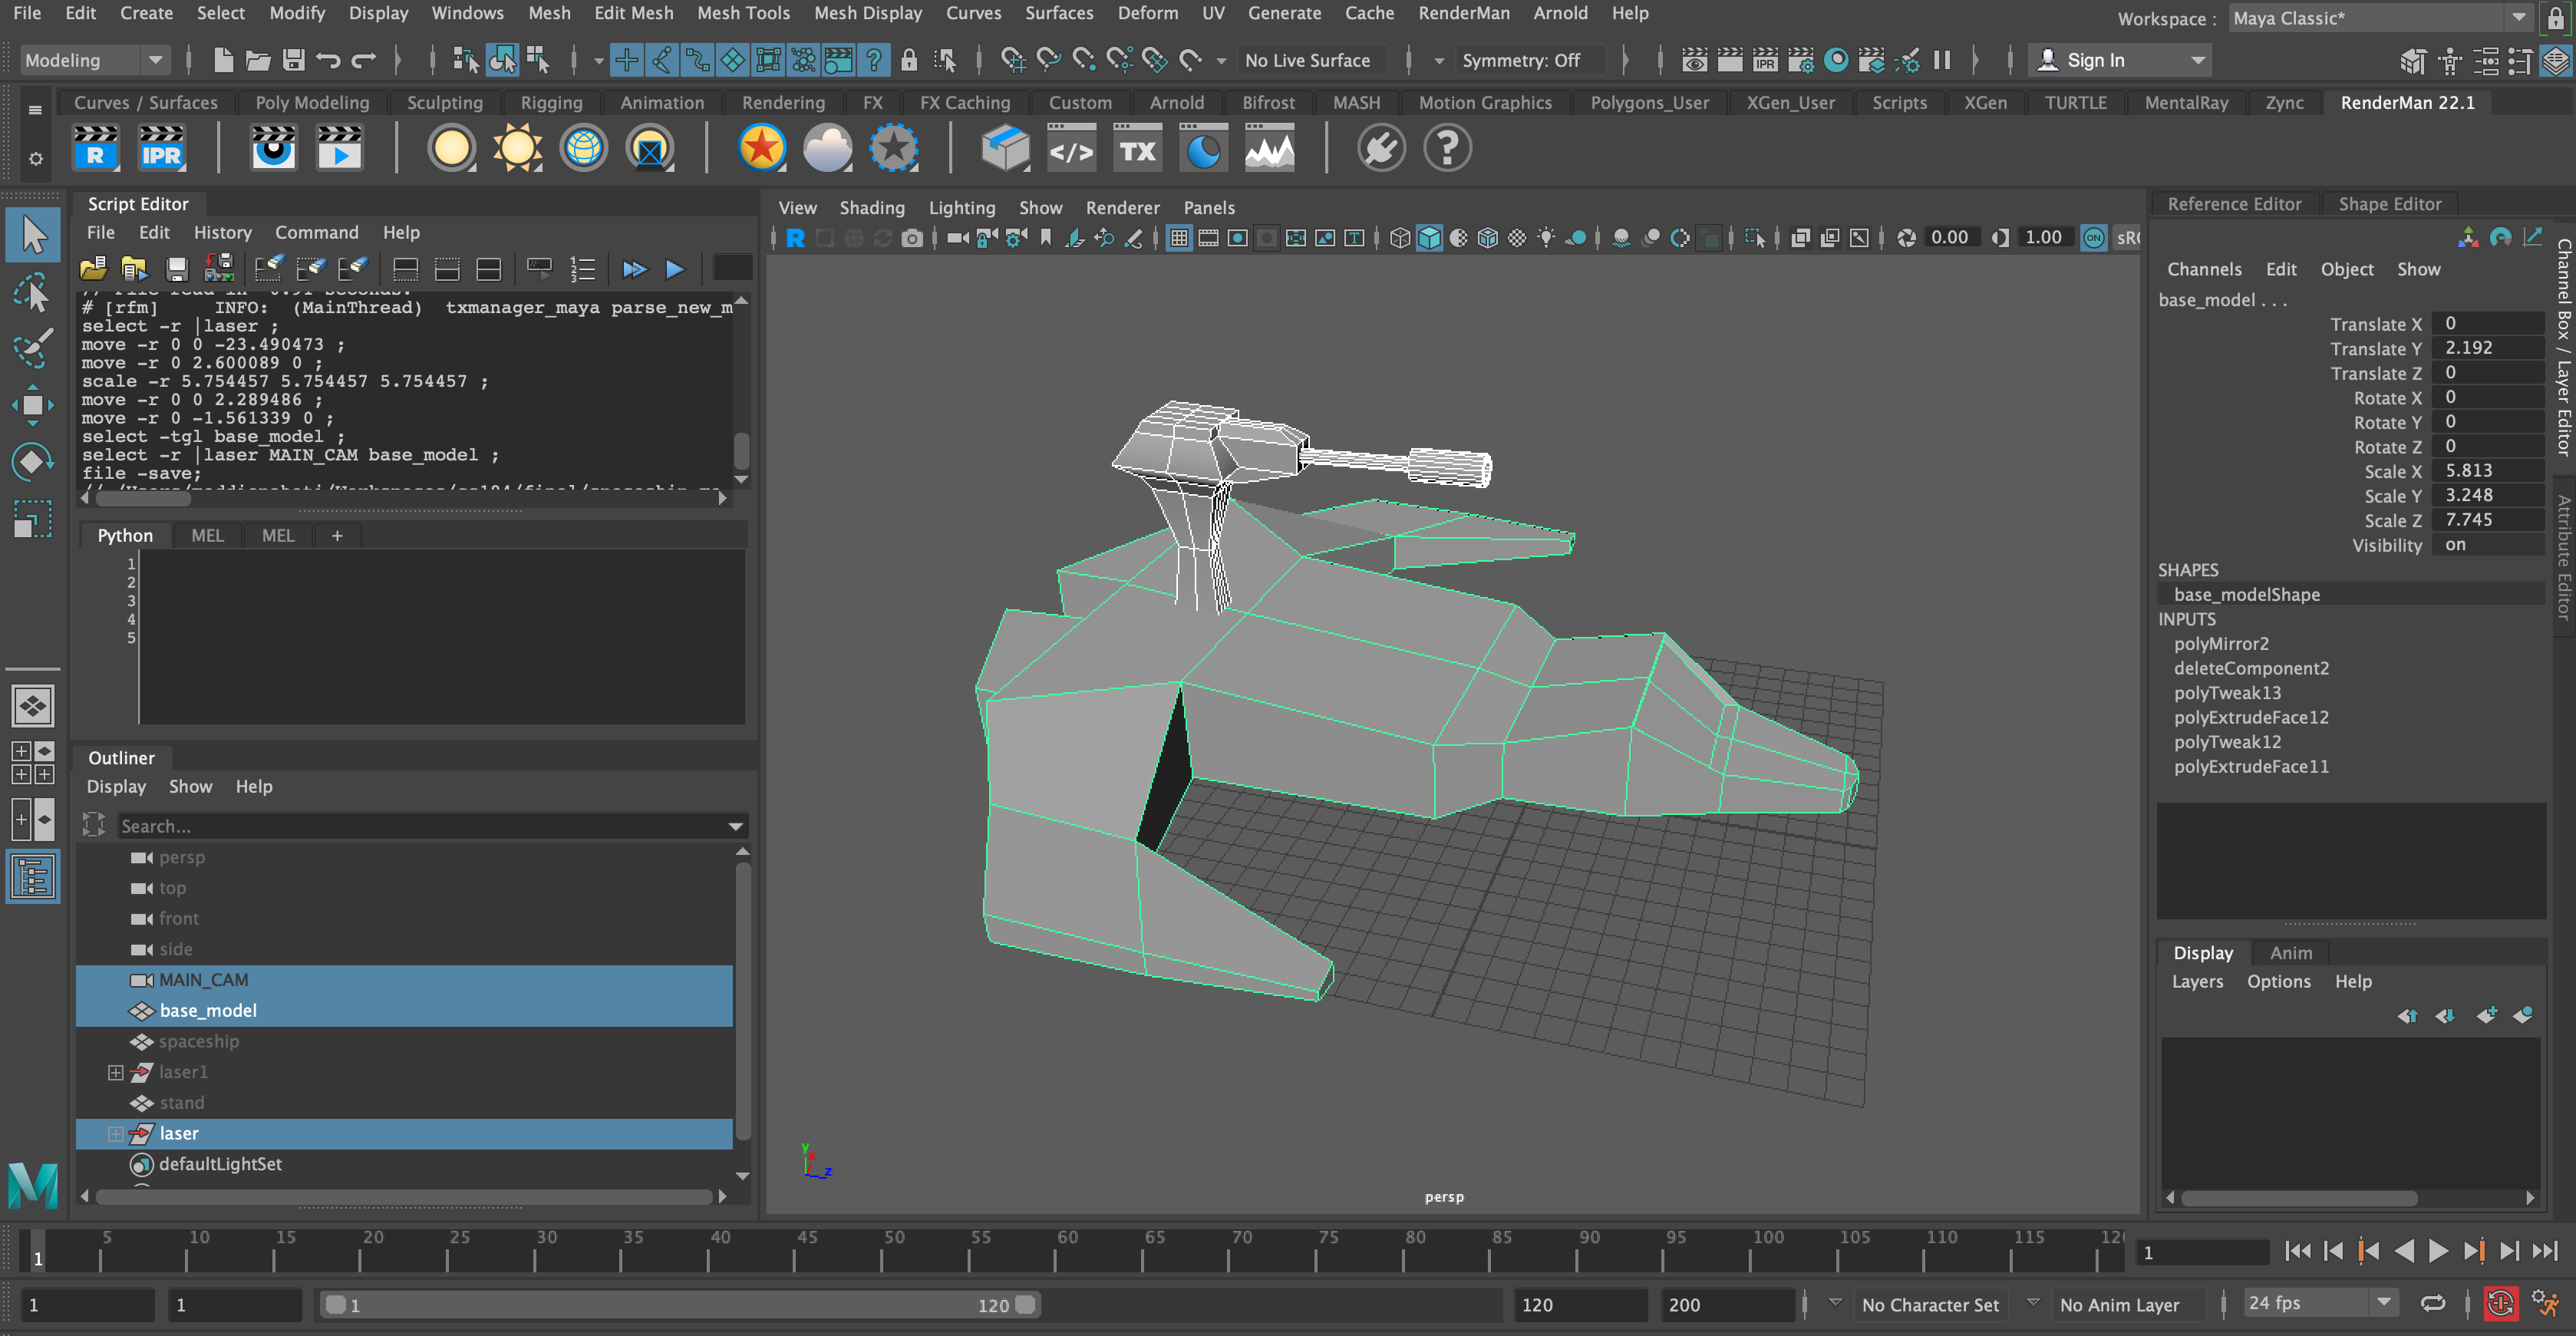 File Edit Create Select Modify Display Windows Mesh Edit Mesh Mesh Tools Mesh Display Curves Surfaces Deform UV Generate Cache RenderMan Arnold Help
Workspace : Maya Classic*
Modeling No Live Surface Symmetry: Off IPR Sign In
Curves / Surfaces Poly Modeling Sculpting Rigging Animation Rendering FX FX Caching Custom Arnold Bifrost MASH Motion Graphics Polygons_User XGen_User Scripts XGen TURTLE MentalRay Zync RenderMan 22.1
R IPR </> TX ?
Script Editor
File Edit History Command Help
# [rfm] INFO: (MainThread) txmanager_maya parse_new_m
select -r |laser ;
move -r 0 0 -23.490473 ;
move -r 0 2.600089 0 ;
scale -r 5.754457 5.754457 5.754457 ;
move -r 0 0 2.289486 ;
move -r 0 -1.561339 0 ;
select -tgl base_model ;
select -r |laser MAIN_CAM base_model ;
file -save;
Python MEL MEL +
1
2
3
4
5
Outliner
Display Show Help
Search...
persp
top
front
side
MAIN_CAM
base_model
spaceship
laser1
stand
laser
defaultLightSet
View Shading Lighting Show Renderer Panels
R T 0.00 1.00 ON
y
x
z
persp
Reference Editor Shape Editor
Channels Edit Object Show
base_model . . .
Translate X 0
Translate Y 2.192
Translate Z 0
Rotate X 0
Rotate Y 0
Rotate Z 0
Scale X 5.813
Scale Y 3.248
Scale Z 7.745
Visibility on
SHAPES
base_modelShape
INPUTS
polyMirror2
deleteComponent2
polyTweak13
polyExtrudeFace12
polyTweak12
polyExtrudeFace11
Display Anim
Layers Options Help
Channel Box / Layer Editor
Attribute Editor
1 5 10 15 20 25 30 35 40 45 50 55 60 65 70 75 80 85 90 95 100 105 110 115 1
1 1 1 120 120 200 No Character Set No Anim Layer 24 fps